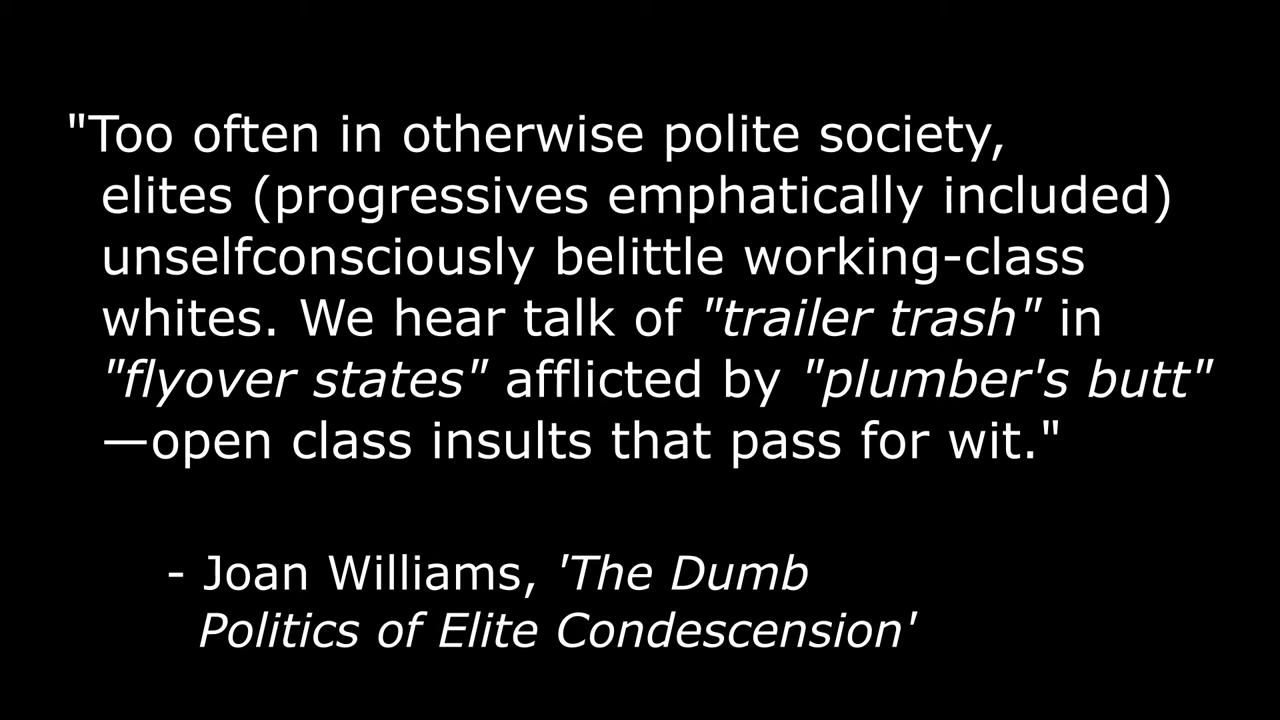 "Too often in otherwise polite society,
elites (progressives emphatically included)
unselfconsciously belittle working-class
whites. We hear talk of "trailer trash" in
"flyover states" afflicted by "plumber's butt"
—open class insults that pass for wit."
- Joan Williams, 'The Dumb
Politics of Elite Condescension'